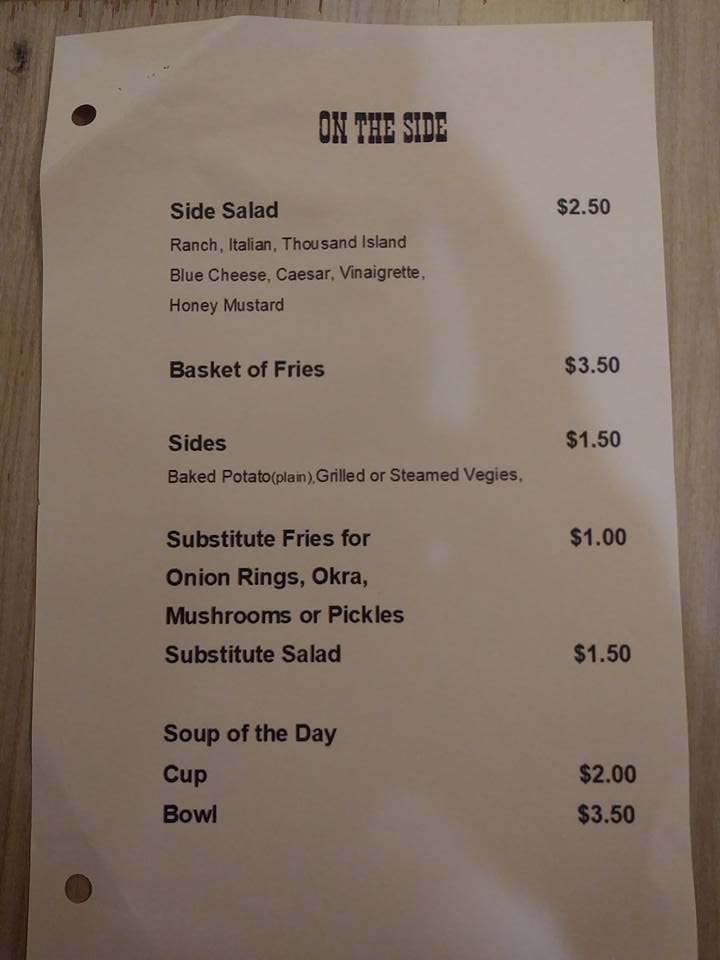 ON THE SIDE
Side Salad $2.50
Ranch, Italian, Thousand Island
Blue Cheese, Caesar, Vinaigrette,
Honey Mustard
Basket of Fries $3.50
Sides $1.50
Baked Potato(plain),Grilled or Steamed Vegies,
Substitute Fries for $1.00
Onion Rings, Okra,
Mushrooms or Pickles
Substitute Salad $1.50
Soup of the Day
Cup $2.00
Bowl $3.50